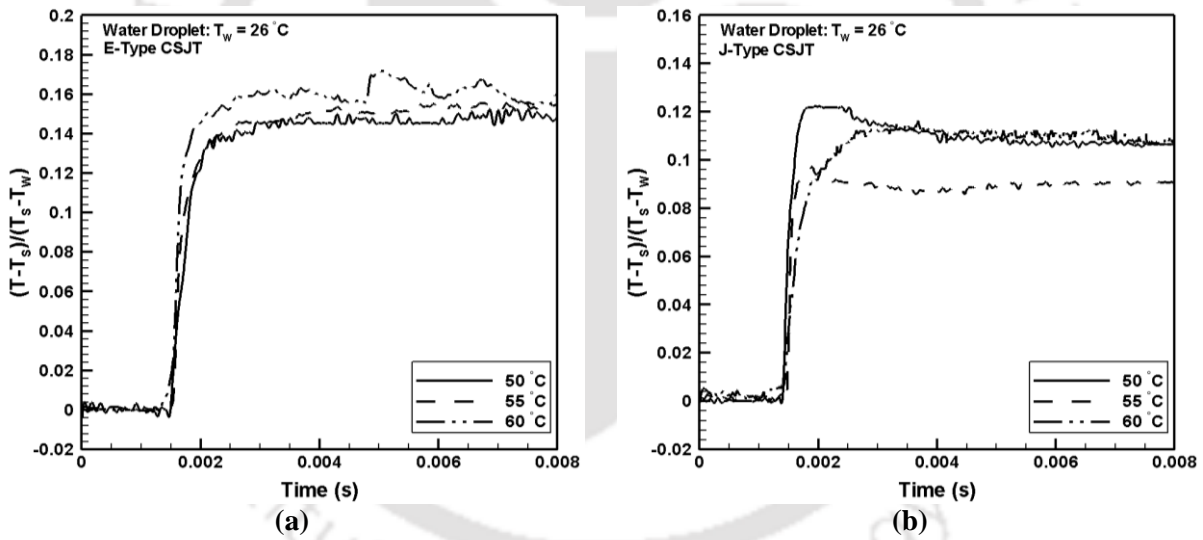 Water Droplet: T_W = 26 °C
E-Type CSJT
(T-T_S)/(T_S-T_W)
0.2
0.18
0.16
0.14
0.12
0.1
0.08
0.06
0.04
0.02
0
-0.02
0 0.002 0.004 0.006 0.008
Time (s)
50 °C
55 °C
60 °C
(a)
Water Droplet: T_W = 26 °C
J-Type CSJT
(T-T_S)/(T_S-T_W)
0.16
0.14
0.12
0.1
0.08
0.06
0.04
0.02
0
-0.02
0 0.002 0.004 0.006 0.008
Time (s)
50 °C
55 °C
60 °C
(b)